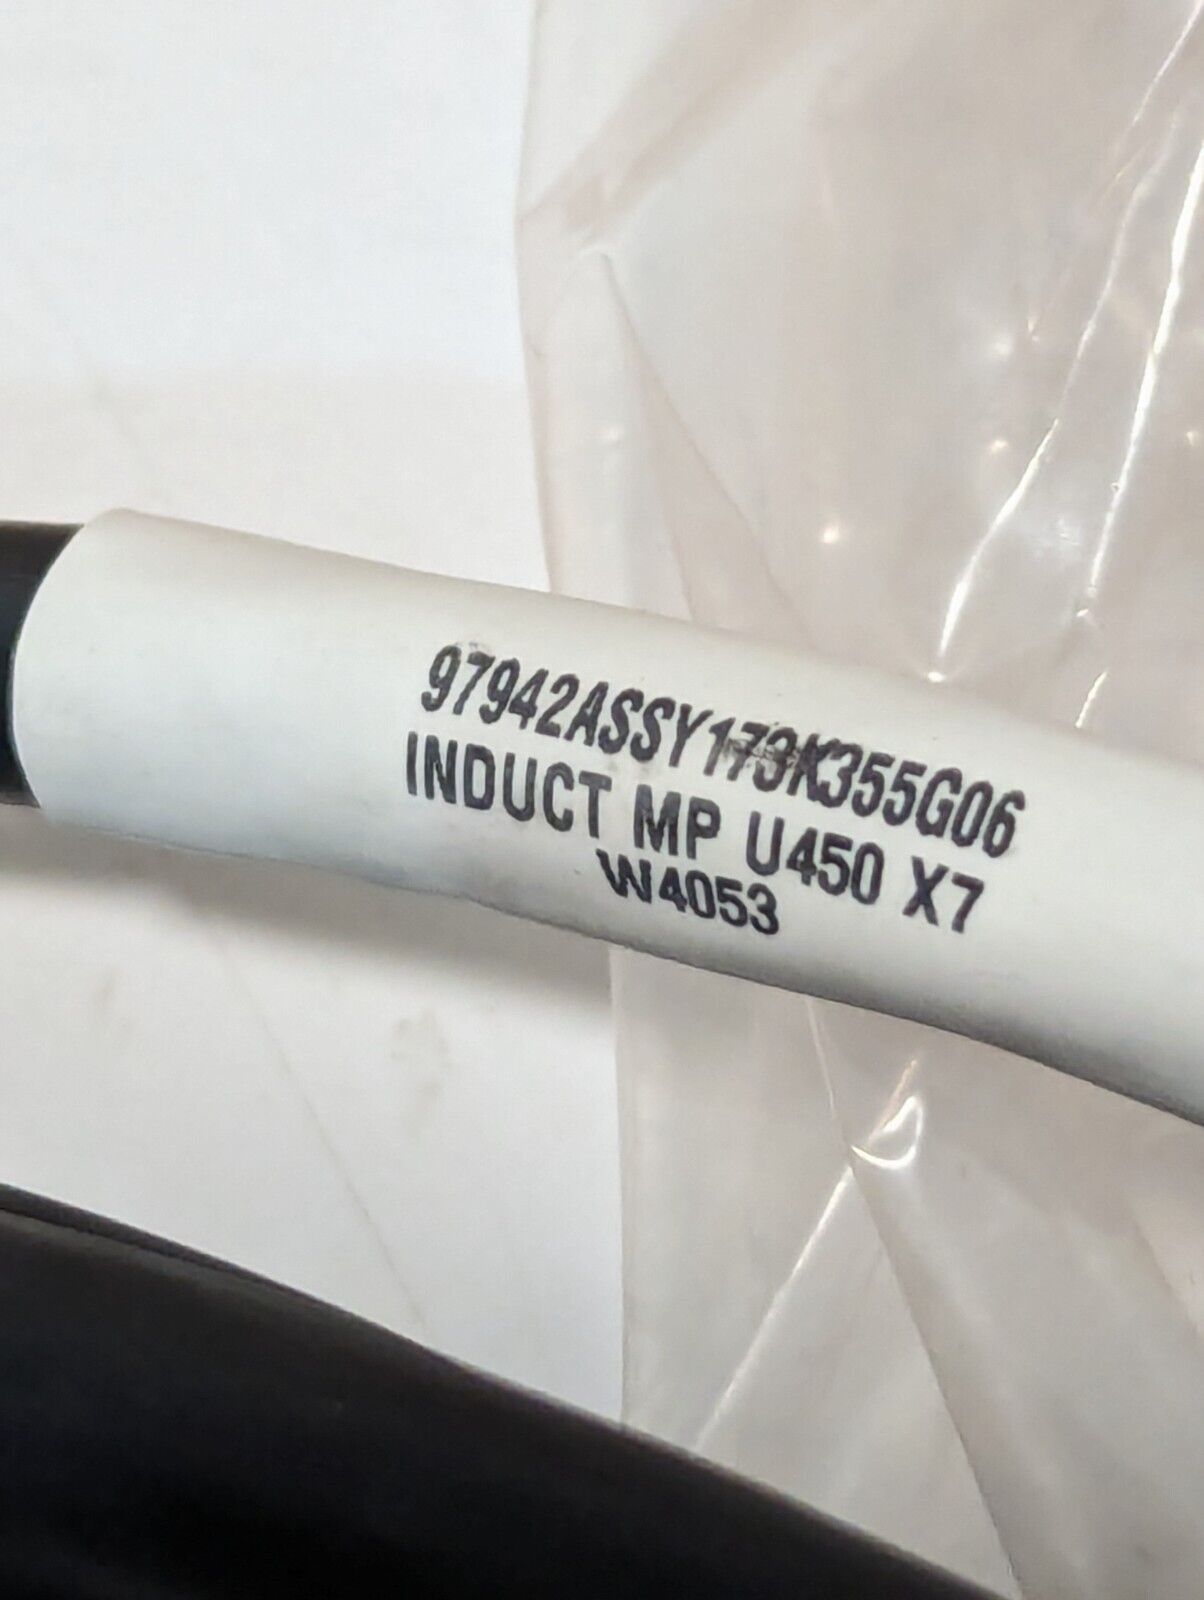 97942ASSY173K355G06
INDUCT MP U450 X7
W4053